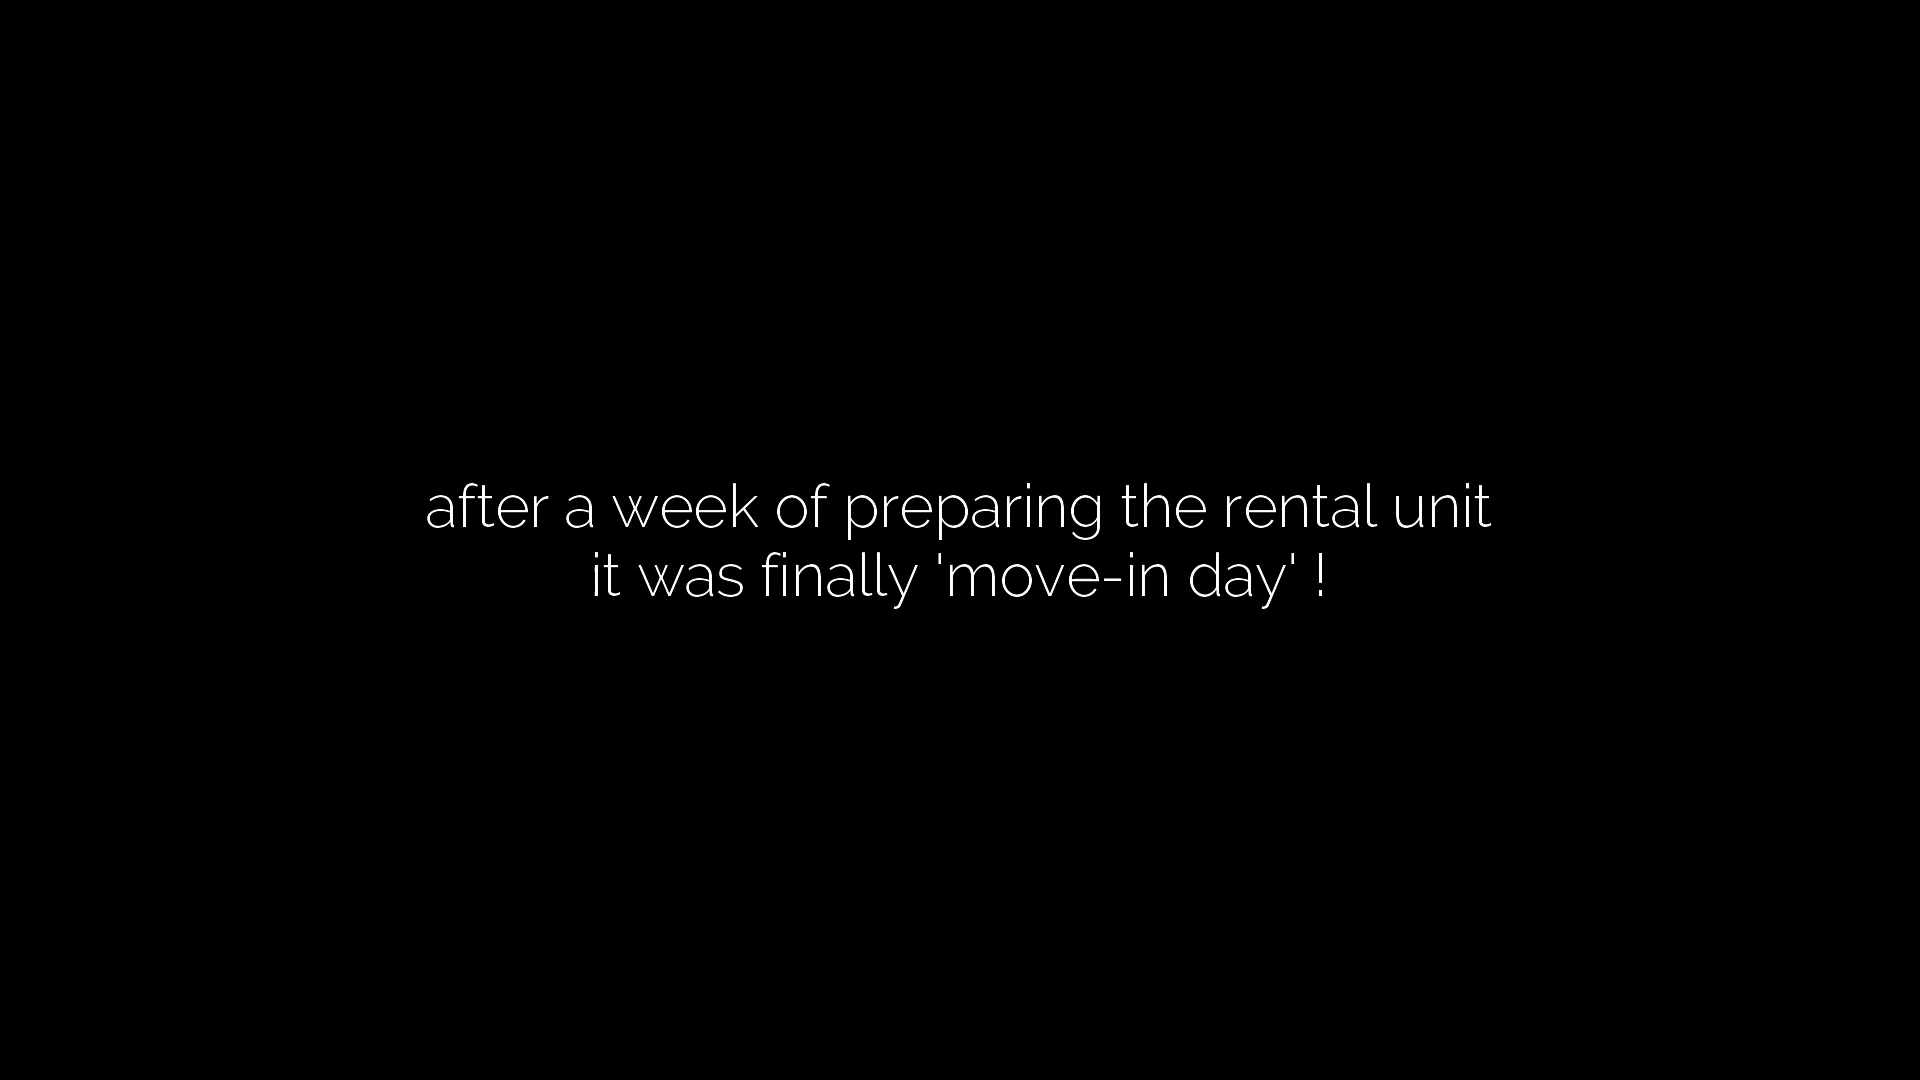 after a week of preparing the rental unit
it was finally 'move-in day' !